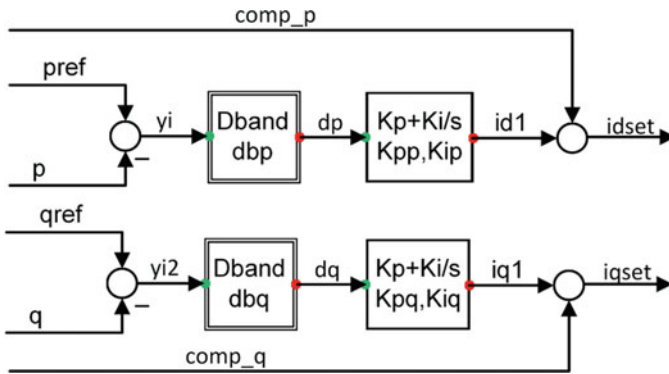 comp_p
pref
yi
Dband
dbp
dp
Kp+Ki/s
Kpp,Kip
id1
idset
p
qref
yi2
Dband
dbq
dq
Kp+Ki/s
Kpq,Kiq
iq1
iqset
q
comp_q